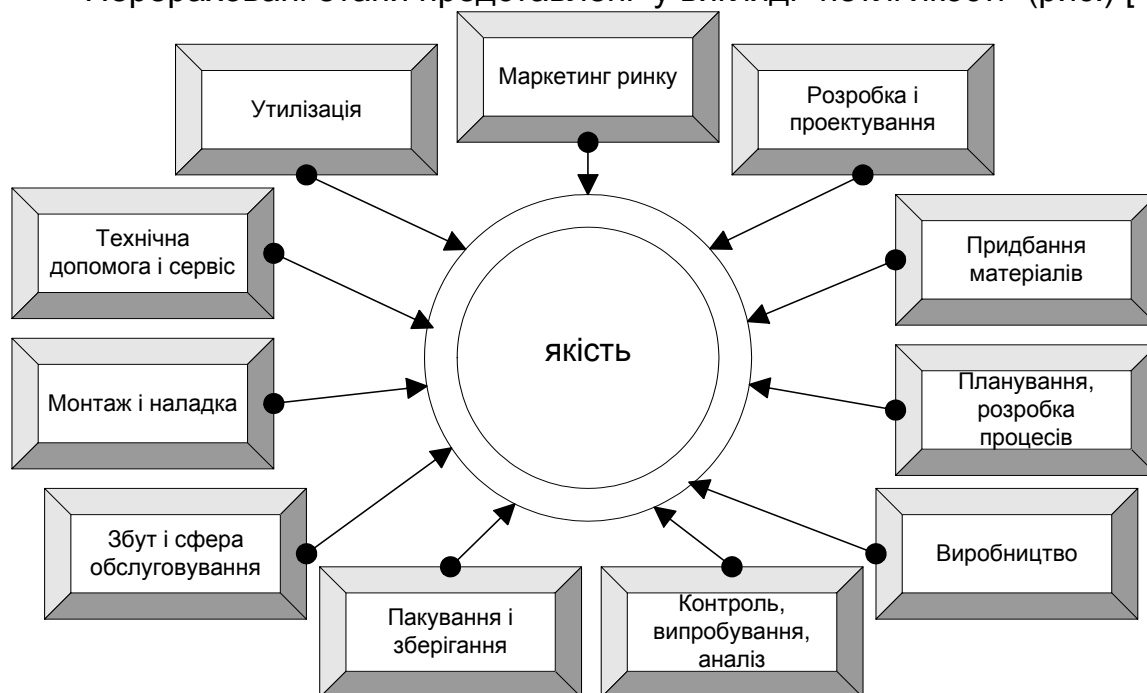 Маркетинг ринку
Розробка і
проектування
Придбання
матеріалів
Планування,
розробка
процесів
Виробництво
Контроль,
випробування,
аналіз
Пакування і
зберігання
Збут і сфера
обслуговування
Монтаж і наладка
Технічна
допомога і сервіс
Утилізація
якість